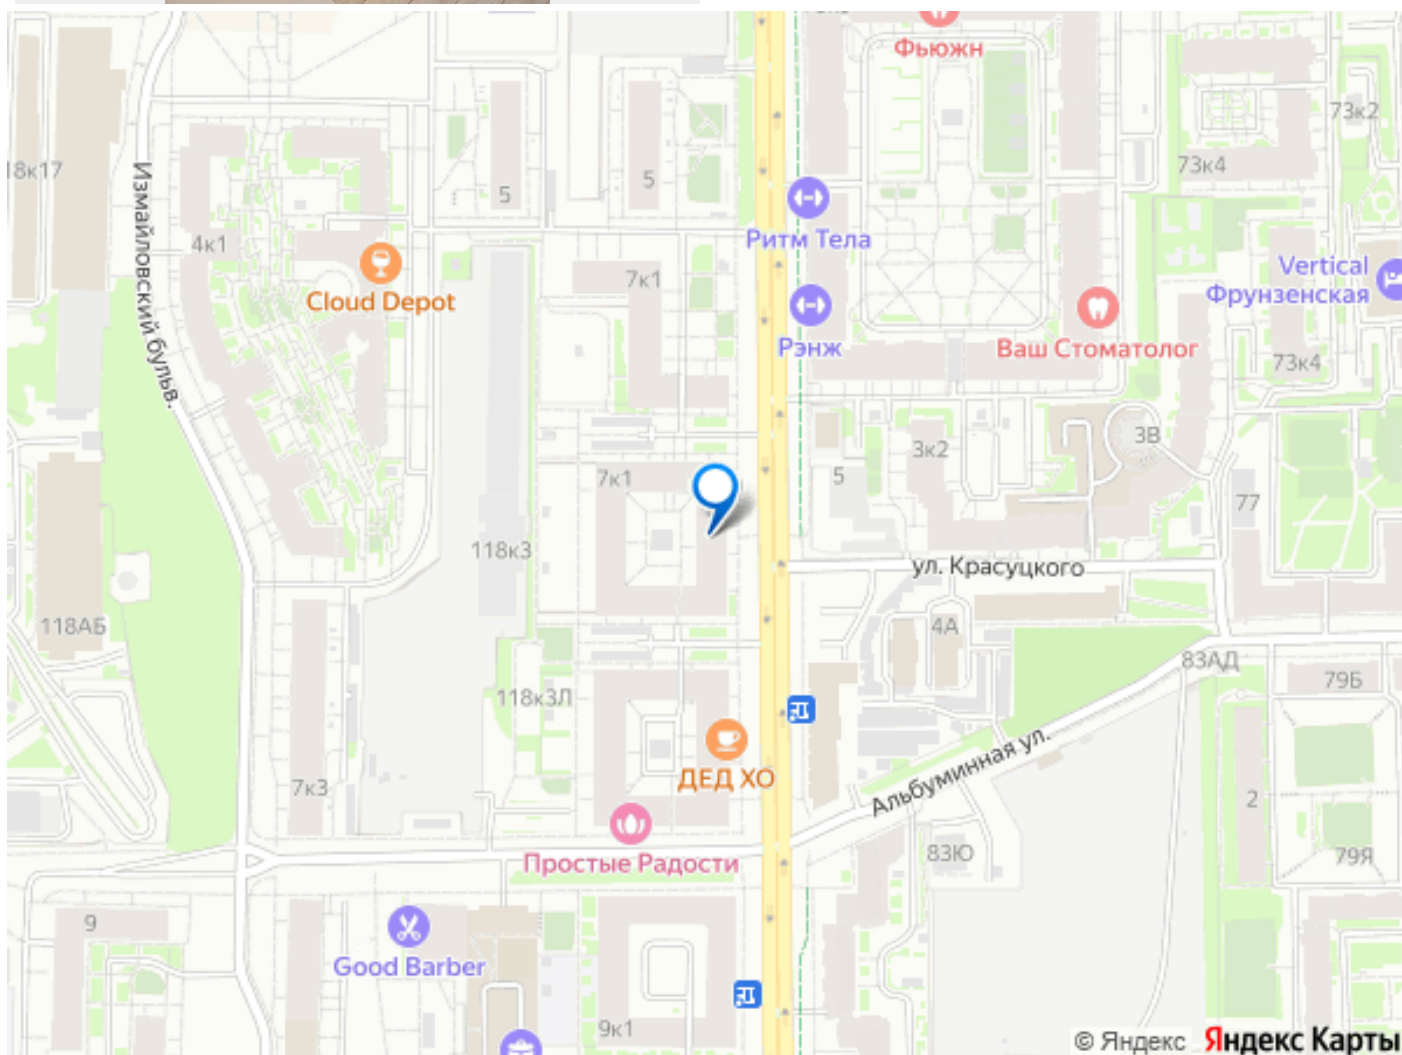 Фьюжн
73к2
18к17
73к4
5
5
Измайловский бульв.
4к1
Ритм Тела
Cloud Depot
7к1
Vertical
Фрунзенская
Рэнж
Ваш Стоматолог
73к4
3В
3к2
7к1
5
77
118к3
ул. Красуцкого
118АБ
4А
83АД
79Б
118к3Л
ДЕД ХО
Альбуминная ул.
7к3
2
Простые Радости
83Ю
79Я
9
Good Barber
9к1
© Яндекс Яндекс Карты